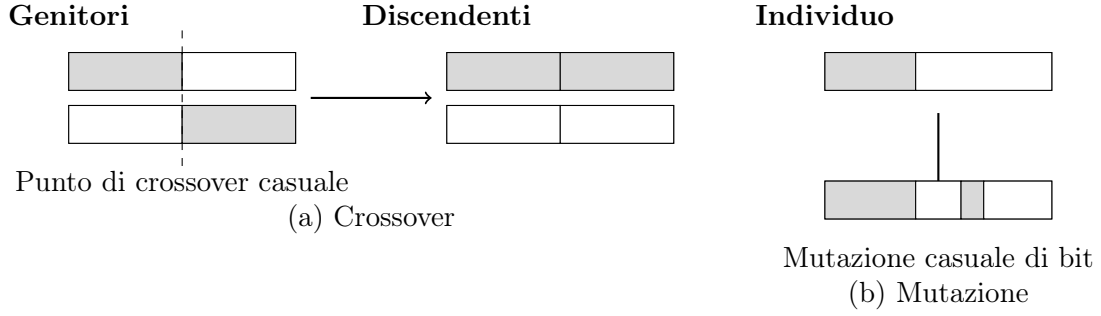 Genitori
Discendenti
Individuo
Punto di crossover casuale
(a) Crossover
Mutazione casuale di bit
(b) Mutazione